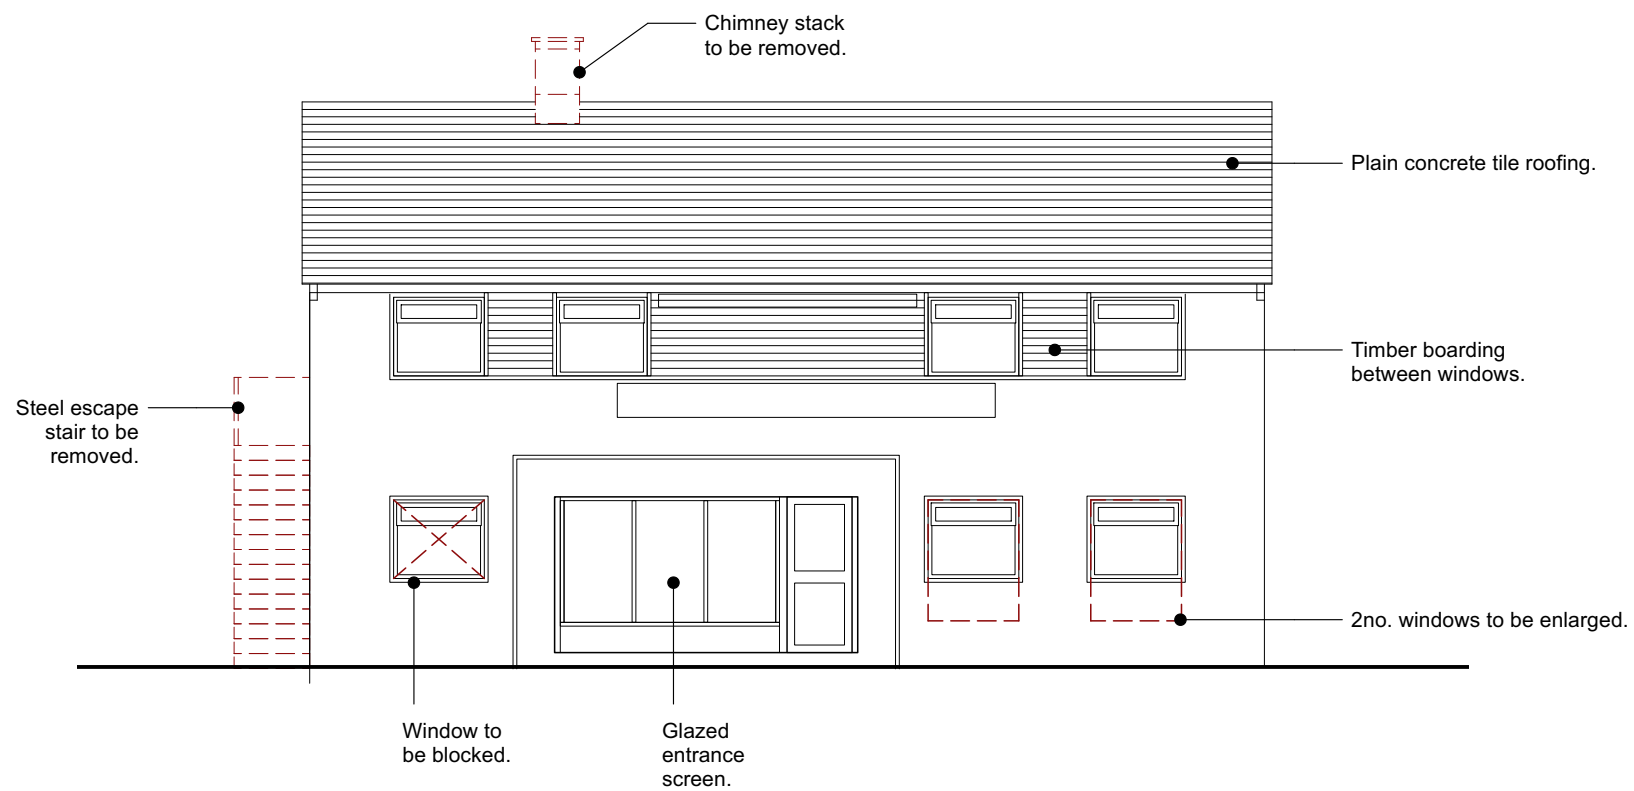 Chimney stack
to be removed.
Plain concrete tile roofing.
Timber boarding
between windows.
Steel escape
stair to be
removed.
2no. windows to be enlarged.
Window to
be blocked.
Glazed
entrance
screen.